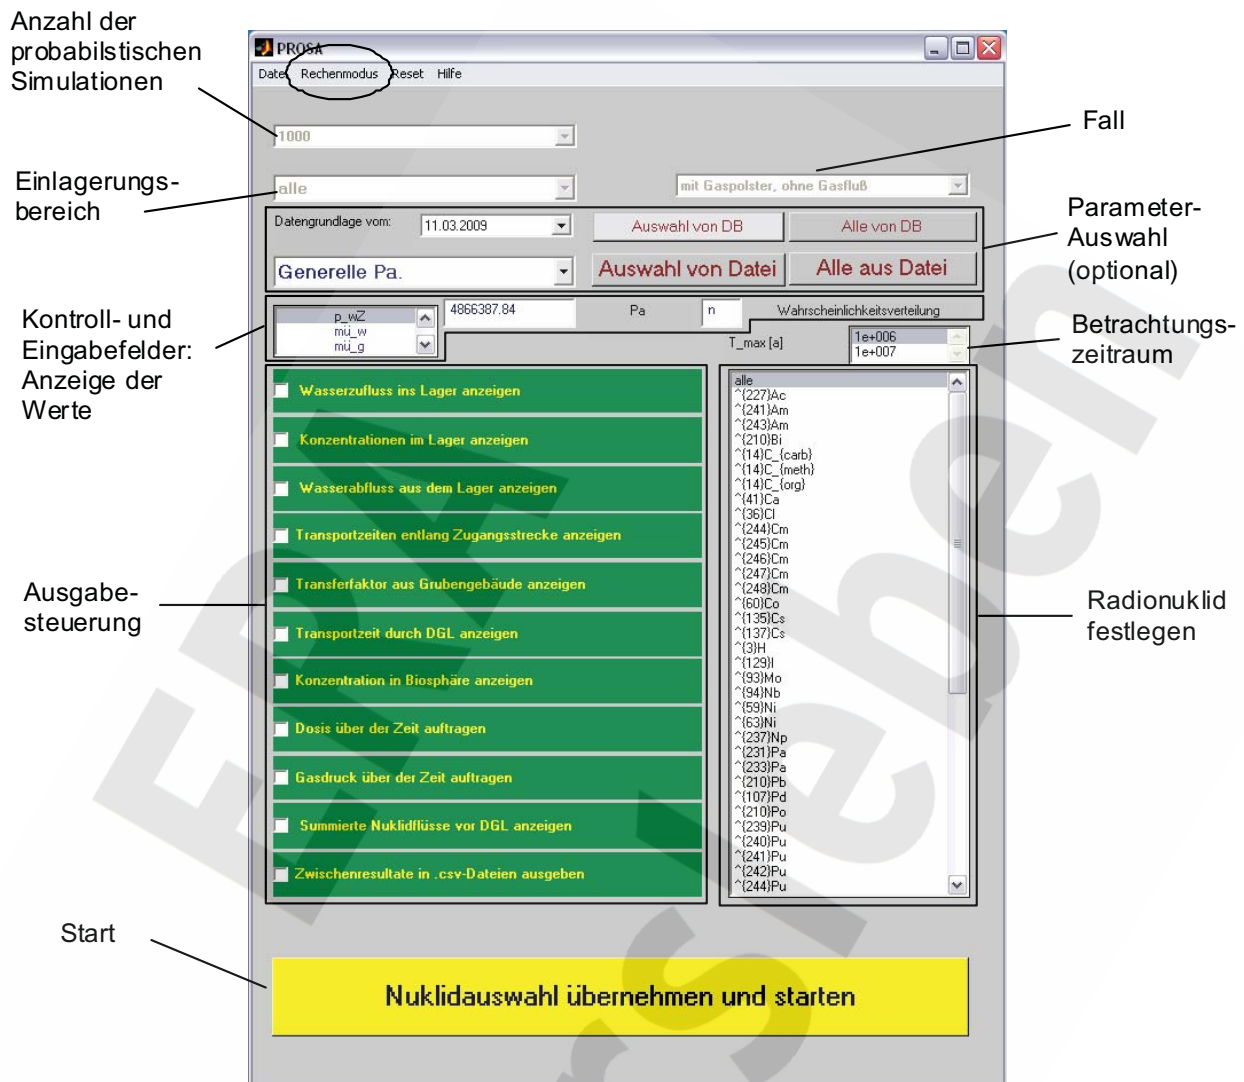 Anzahl der
probabilstischen
Simulationen
PROSA
Datei Rechenmodus Reset Hilfe
1000
Fall
Einlagerungs-
bereich
alle
mit Gaspolster, ohne Gasfluß
Datengrundlage vom:
11.03.2009
Auswahl von DB
Alle von DB
Parameter-
Auswahl
(optional)
Generelle Pa.
Auswahl von Datei
Alle aus Datei
Kontroll- und
Eingabefelder:
Anzeige der
Werte
p_wZ
mü_w
mü_g
4866387.84
Pa
n
Wahrscheinlichkeitsverteilung
T_max [a]
1e+006
1e+007
Betrachtungs-
zeitraum
Wasserzufluss ins Lager anzeigen
Konzentrationen im Lager anzeigen
Wasserabfluss aus dem Lager anzeigen
Transportzeiten entlang Zugangsstrecke anzeigen
Transferfaktor aus Grubengebäude anzeigen
Transportzeit durch DGL anzeigen
Konzentration in Biosphäre anzeigen
Dosis über der Zeit auftragen
Gasdruck über der Zeit auftragen
Summierte Nuklidflüsse vor DGL anzeigen
Zwischenresultate in .csv-Dateien ausgeben
Ausgabe-
steuerung
alle
^{227}Ac
^{241}Am
^{243}Am
^{210}Bi
^{14}C_{carb}
^{14}C_{meth}
^{14}C_{org}
^{41}Ca
^{36}Cl
^{244}Cm
^{245}Cm
^{246}Cm
^{247}Cm
^{248}Cm
^{60}Co
^{135}Cs
^{137}Cs
^{3}H
^{129}I
^{93}Mo
^{94}Nb
^{59}Ni
^{63}Ni
^{237}Np
^{231}Pa
^{233}Pa
^{210}Pb
^{107}Pd
^{210}Po
^{239}Pu
^{240}Pu
^{241}Pu
^{242}Pu
^{244}Pu
Radionuklid
festlegen
Start
Nuklidauswahl übernehmen und starten
ERA
rsleben